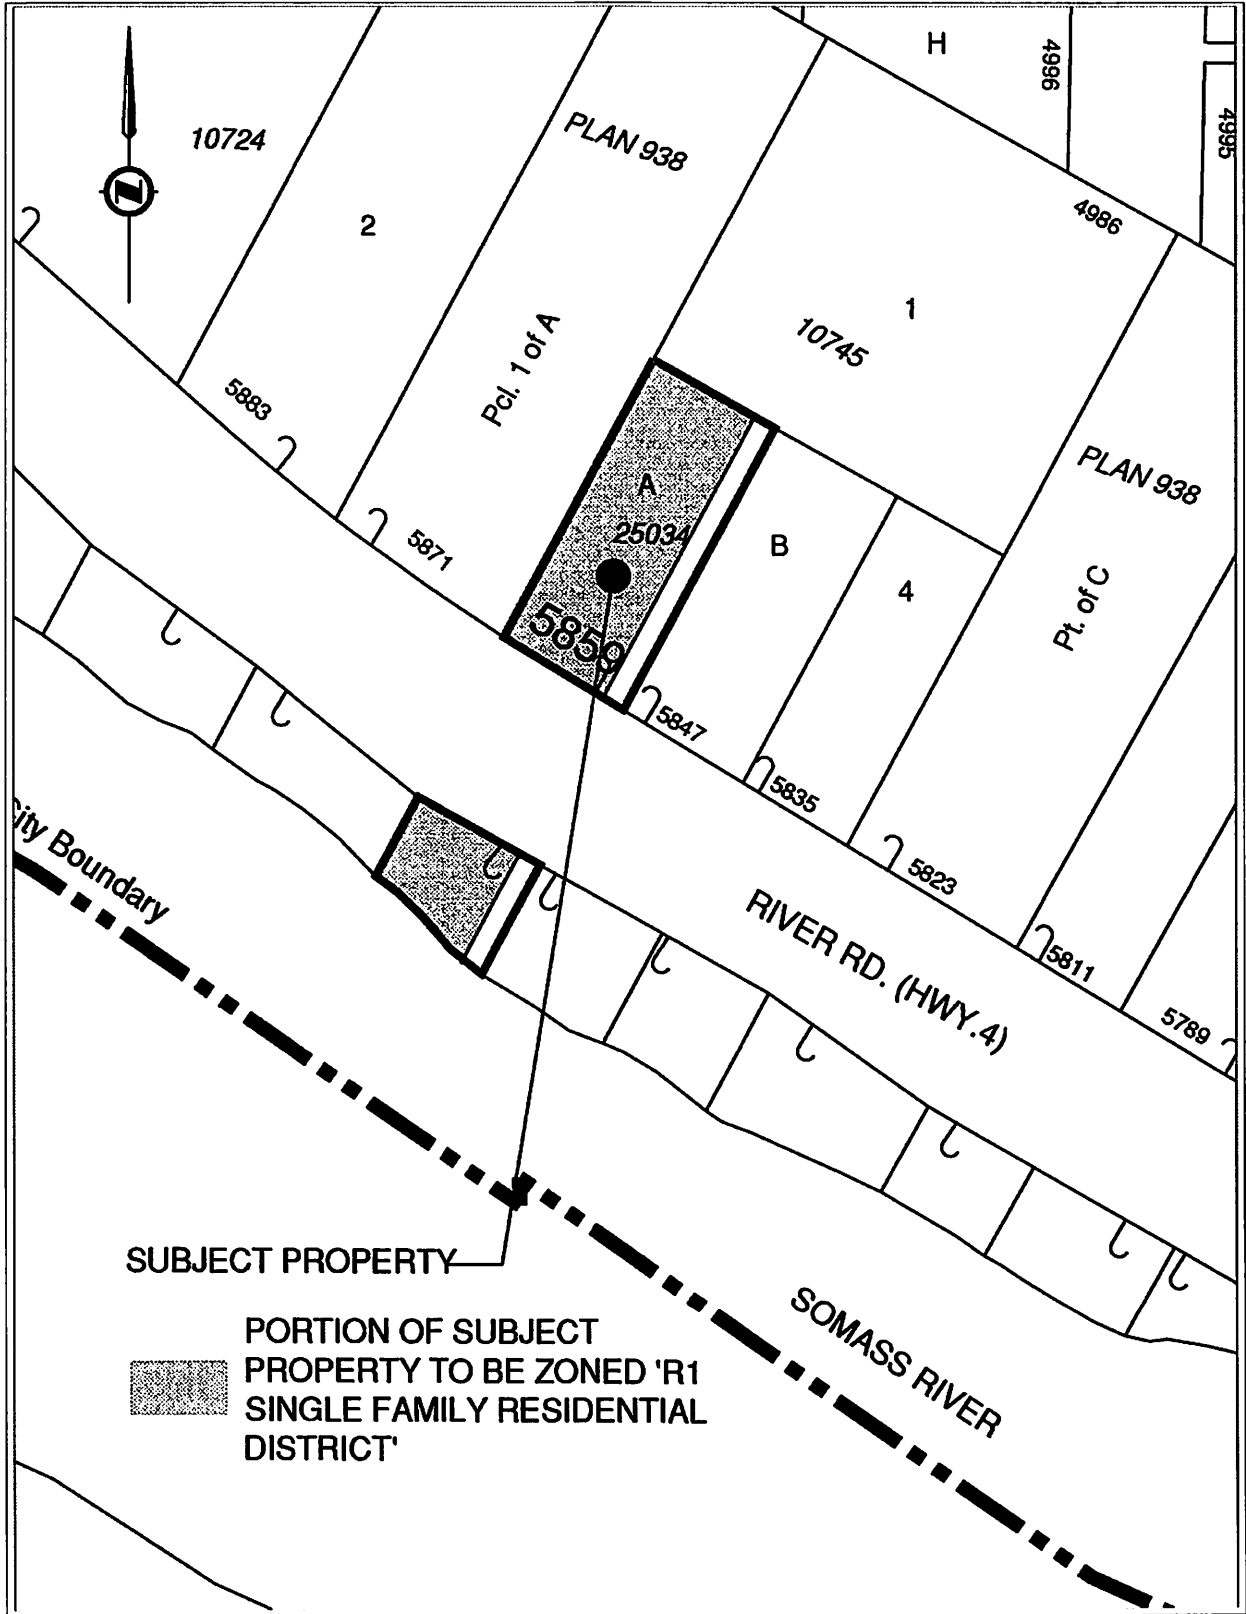 H
4996
4995
10724
PLAN 938
2
4986
1
10745
Pcl. 1 of A
5883
PLAN 938
A
25034
B
4
5871
Pt. of C
5859
5847
5835
5823
City Boundary
RIVER RD. (HWY.4)
5811
5789
SUBJECT PROPERTY
SOMASS RIVER
PORTION OF SUBJECT
PROPERTY TO BE ZONED 'R1
SINGLE FAMILY RESIDENTIAL
DISTRICT'